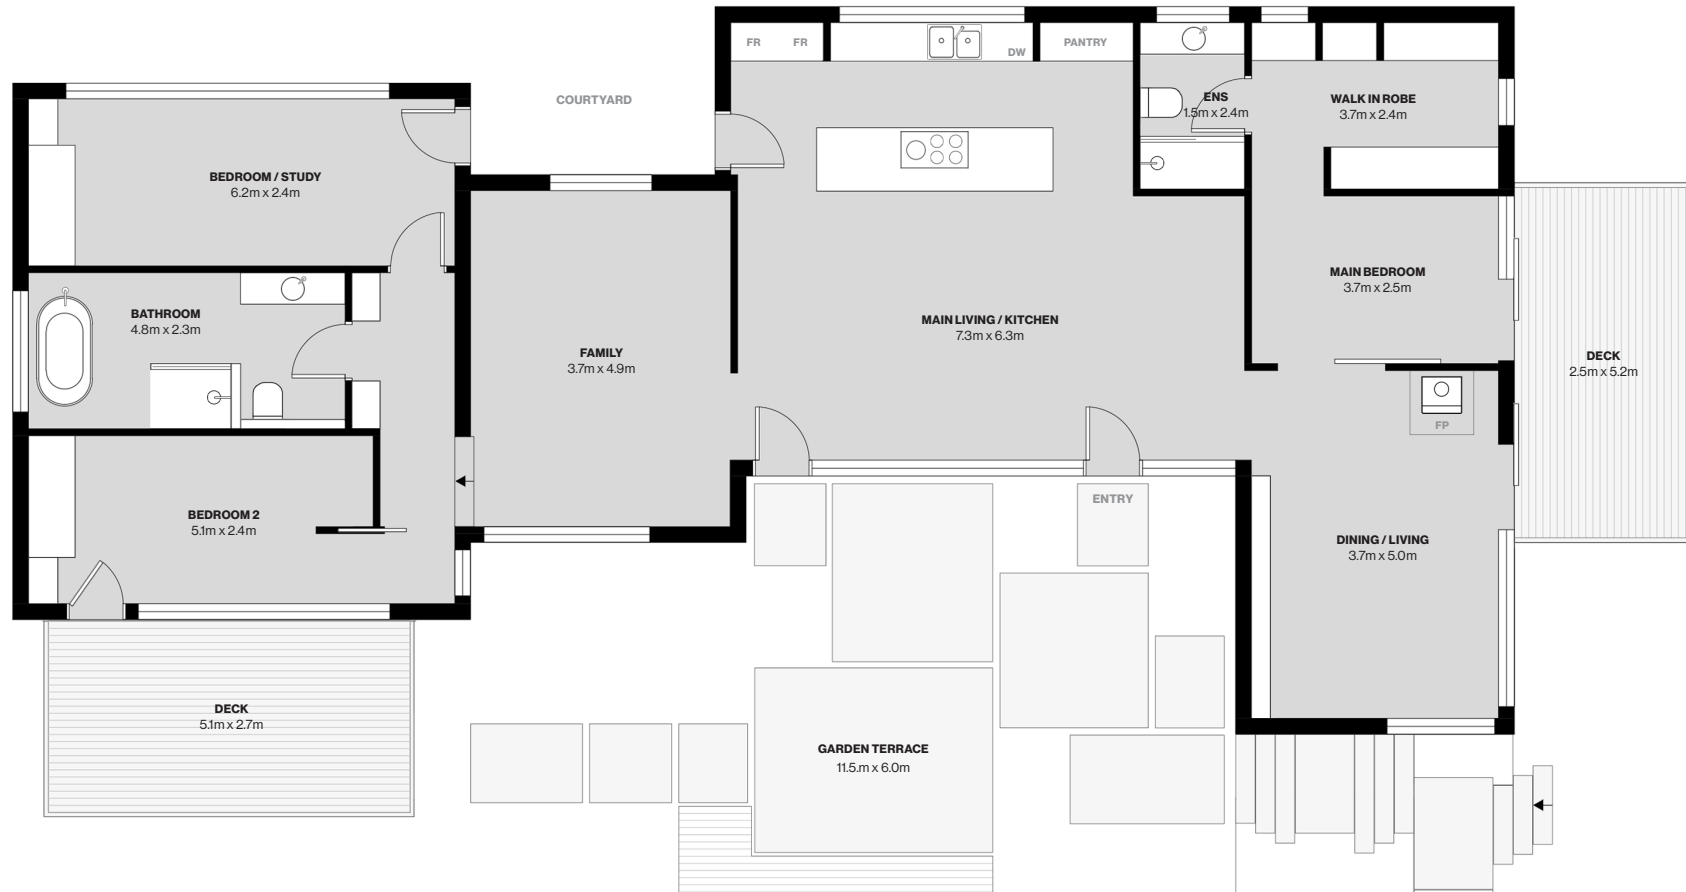 FR FR
DW
PANTRY
COURTYARD
ENS
1.5m x 2.4m
WALK IN ROBE
3.7m x 2.4m
BEDROOM / STUDY
6.2m x 2.4m
MAIN BEDROOM
3.7m x 2.5m
BATHROOM
4.8m x 2.3m
MAIN LIVING / KITCHEN
7.3m x 6.3m
FAMILY
3.7m x 4.9m
DECK
2.5m x 5.2m
FP
ENTRY
BEDROOM 2
5.1m x 2.4m
DINING / LIVING
3.7m x 5.0m
DECK
5.1m x 2.7m
GARDEN TERRACE
11.5.m x 6.0m